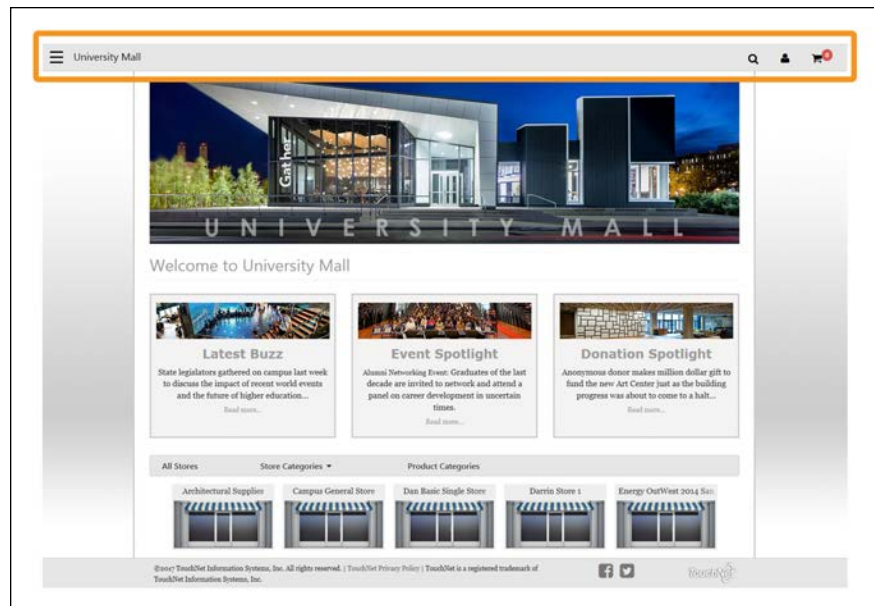 University Mall
0
Gather
UNIVERSITY MALL
Welcome to University Mall
Latest Buzz
State legislators gathered on campus last week
to discuss the impact of recent world events
and the future of higher education...
Read more...
Event Spotlight
Alumni Networking Event: Graduates of the last
decade are invited to network and attend a
panel on career development in uncertain
times.
Read more...
Donation Spotlight
Anonymous donor makes million dollar gift to
fund the new Art Center just as the building
progress was about to come to a halt...
Read more...
All Stores Store Categories Product Categories
Architectural Supplies Campus General Store Dan Basic Single Store Darrin Store 1 Energy OutWest 2014 San
©2017 TouchNet Information Systems, Inc. All rights reserved. | TouchNet Privacy Policy | TouchNet is a registered trademark of
TouchNet Information Systems, Inc.
TouchNet